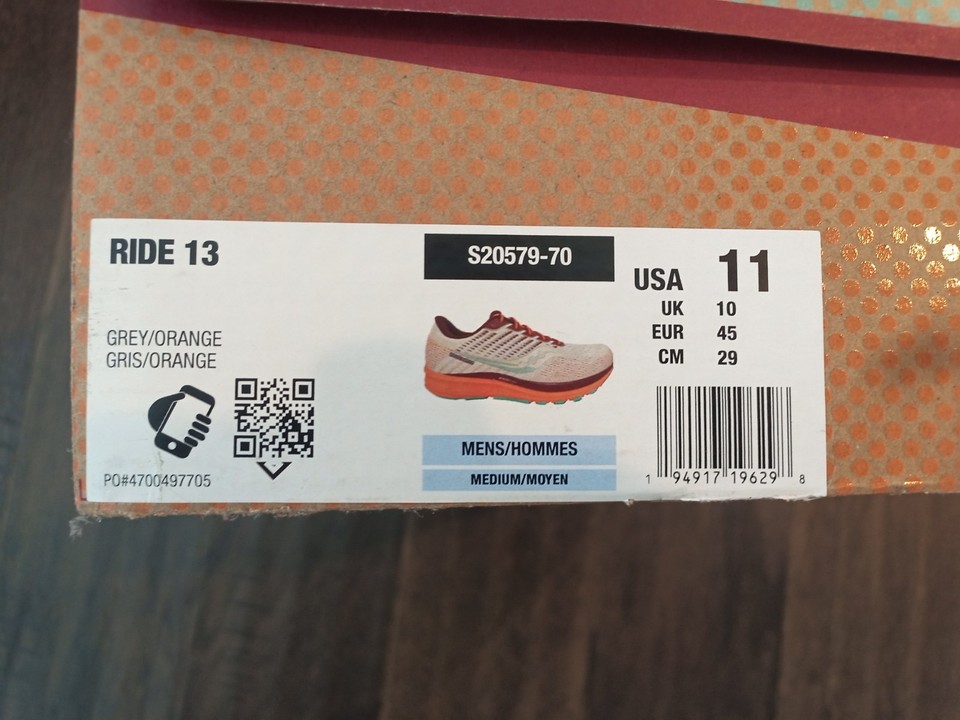 RIDE 13
S20579-70
USA 11
UK 10
EUR 45
CM 29
GREY/ORANGE
GRIS/ORANGE
MENS/HOMMES
MEDIUM/MOYEN
PO#4700497705
1 94917 19629 8